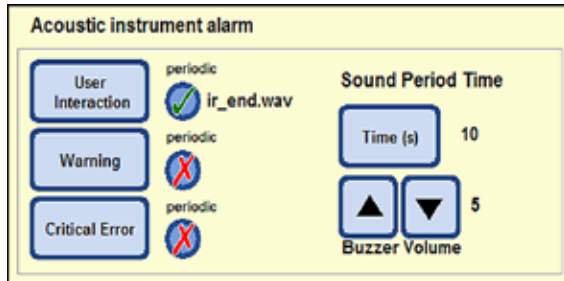 Acoustic instrument alarm
User
Interaction
periodic
ir_end.wav
Warning
periodic
Critical Error
periodic
Sound Period Time
Time (s)
10
5
Buzzer Volume